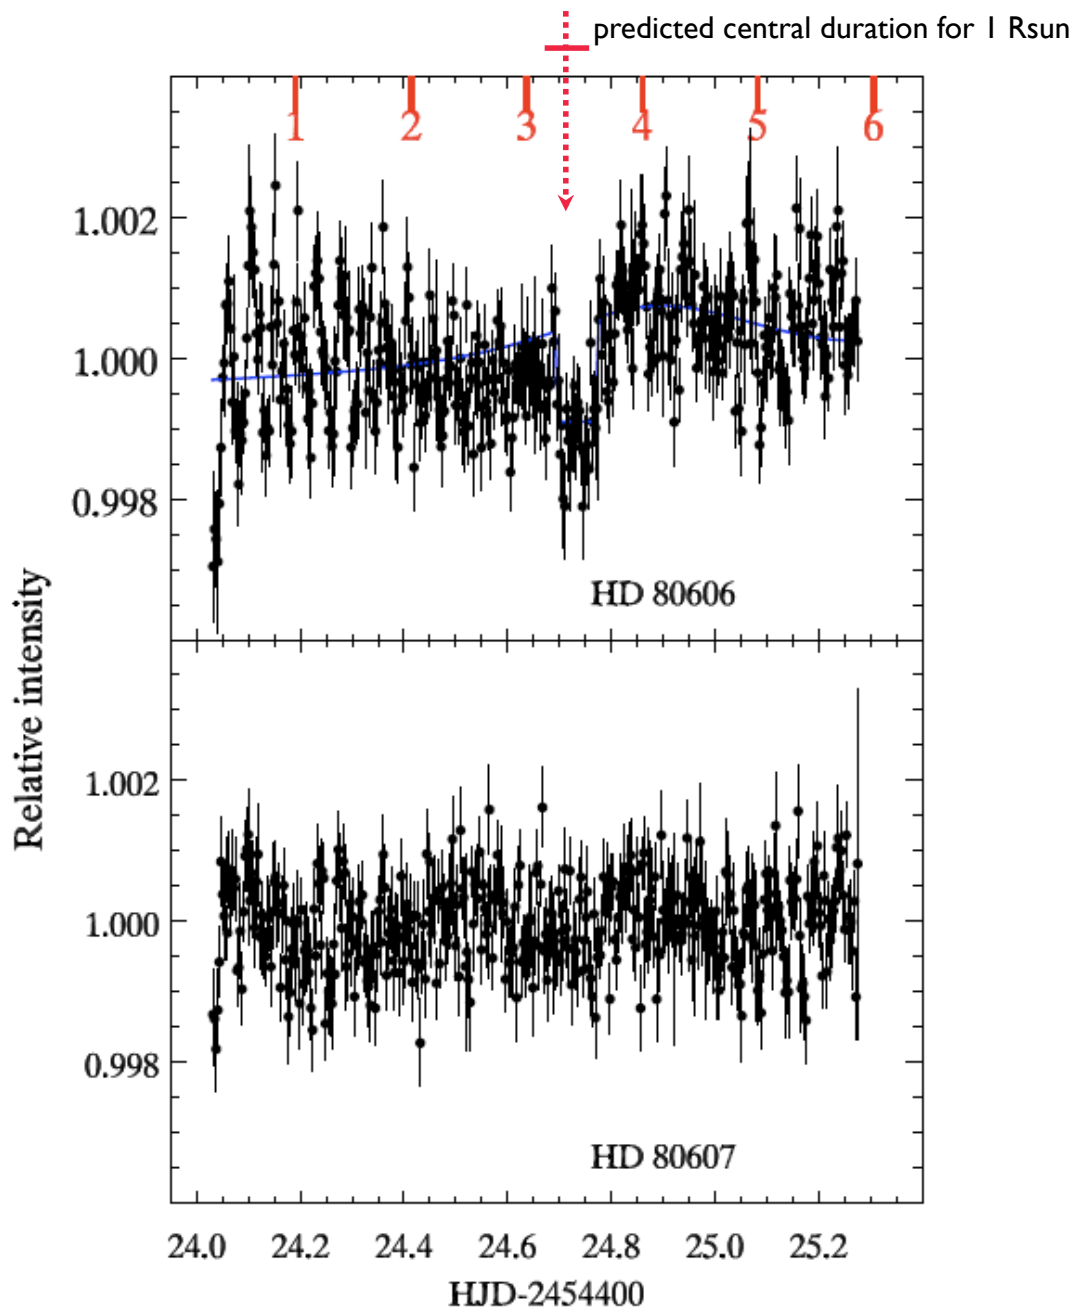 predicted central duration for 1 Rsun
1 2 3 4 5 6
1.002
1.000
0.998
HD 80606
Relative intensity
1.002
1.000
0.998
HD 80607
24.0 24.2 24.4 24.6 24.8 25.0 25.2
HJD-2454400